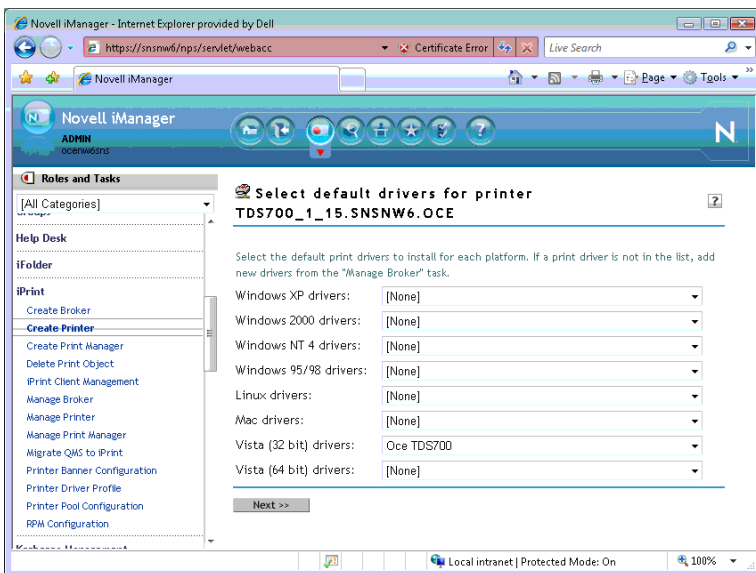 Novell iManager - Internet Explorer provided by Dell
https://snsnw6/nps/servlet/webacc
Certificate Error
Live Search
Novell iManager
Page
Tools
Novell iManager
ADMIN
ocenw6sns
N
Roles and Tasks
[All Categories]
Groups
Help Desk
iFolder
iPrint
Create Broker
Create Printer
Create Print Manager
Delete Print Object
iPrint Client Management
Manage Broker
Manage Printer
Manage Print Manager
Migrate QMS to iPrint
Printer Banner Configuration
Printer Driver Profile
Printer Pool Configuration
RPM Configuration
Select default drivers for printer
TDS700_1_15.SNSNW6.OCE
?
Select the default print drivers to install for each platform. If a print driver is not in the list, add
new drivers from the "Manage Broker" task.
Windows XP drivers: [None]
Windows 2000 drivers: [None]
Windows NT 4 drivers: [None]
Windows 95/98 drivers: [None]
Linux drivers: [None]
Mac drivers: [None]
Vista (32 bit) drivers: Oce TDS700
Vista (64 bit) drivers: [None]
Next >>
Local intranet | Protected Mode: On
100%